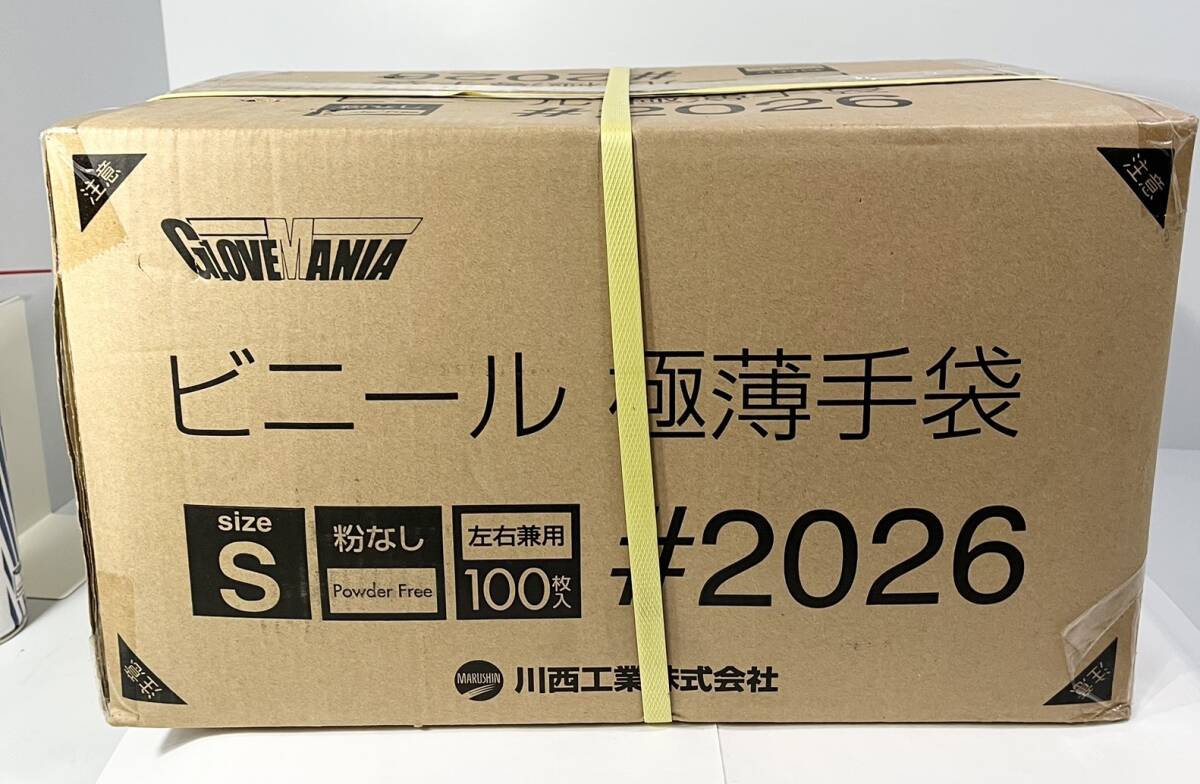 #2026
#2026
注意
注意
GLOVEMANIA
ビニール 極薄手袋
size
S
粉なし
Powder Free
左右兼用
100枚入
#2026
MARUSHIN 川西工業株式会社
注意
注意